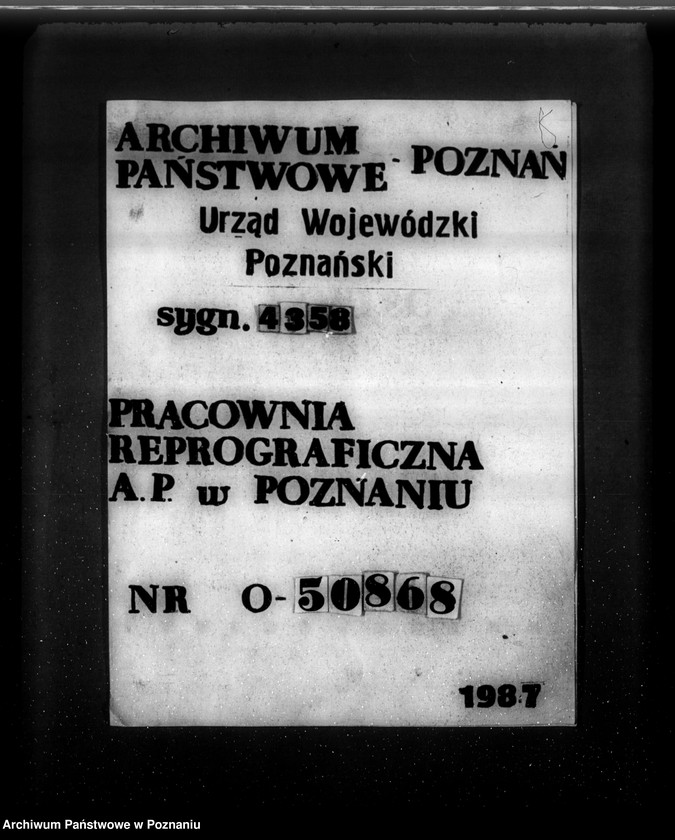 ARCHIWUM
PAŃSTWOWE - POZNAŃ
Urząd Wojewódzki
Poznański
sygn. 4358
PRACOWNIA
REPROGRAFICZNA
A.P. w POZNANIU
NR O-50868
1987
Archiwum Państwowe w Poznaniu